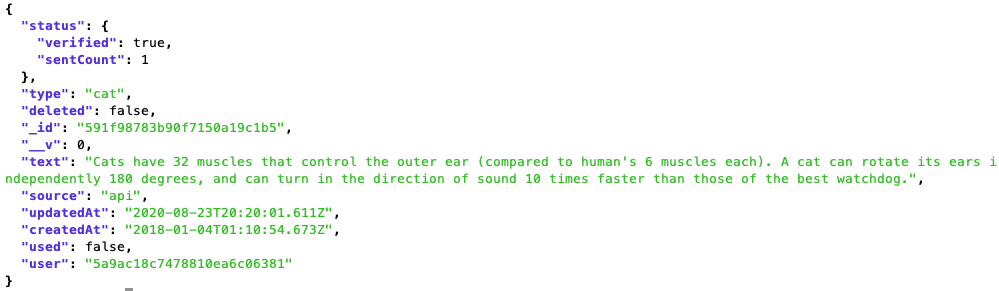 {
  "status": {
    "verified": true,
    "sentCount": 1
  },
  "type": "cat",
  "deleted": false,
  "_id": "591f98783b90f7150a19c1b5",
  "__v": 0,
  "text": "Cats have 32 muscles that control the outer ear (compared to human's 6 muscles each). A cat can rotate its ears i
ndependently 180 degrees, and can turn in the direction of sound 10 times faster than those of the best watchdog.",
  "source": "api",
  "updatedAt": "2020-08-23T20:20:01.611Z",
  "createdAt": "2018-01-04T01:10:54.673Z",
  "used": false,
  "user": "5a9ac18c7478810ea6c06381"
}